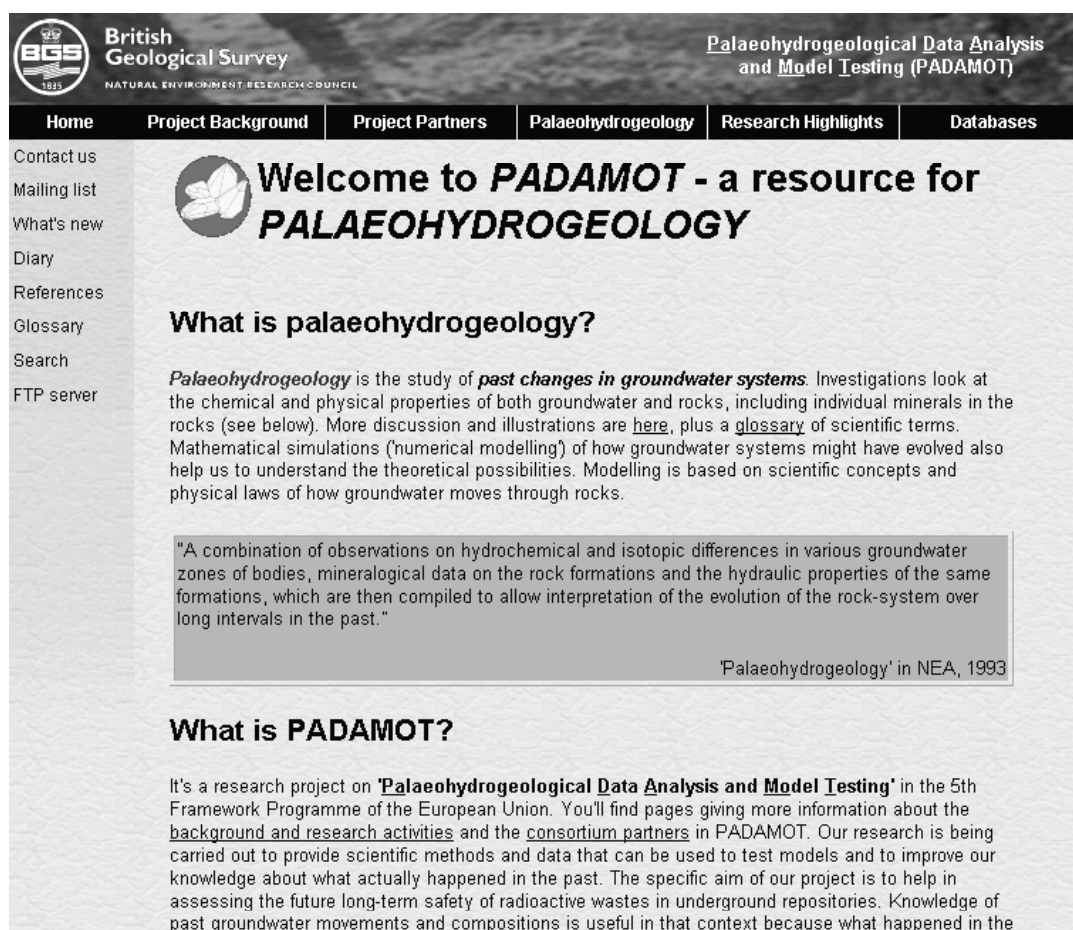 BGS
1835
British
Geological Survey
NATURAL ENVIRONMENT RESEARCH COUNCIL
Palaeohydrogeological Data Analysis
and Model Testing (PADAMOT)
Home Project Background Project Partners Palaeohydrogeology Research Highlights Databases
Contact us
Mailing list
What's new
Diary
References
Glossary
Search
FTP server
Welcome to PADAMOT - a resource for
PALAEOHYDROGEOLOGY
What is palaeohydrogeology?
Palaeohydrogeology is the study of past changes in groundwater systems. Investigations look at
the chemical and physical properties of both groundwater and rocks, including individual minerals in the
rocks (see below). More discussion and illustrations are here, plus a glossary of scientific terms.
Mathematical simulations ('numerical modelling') of how groundwater systems might have evolved also
help us to understand the theoretical possibilities. Modelling is based on scientific concepts and
physical laws of how groundwater moves through rocks.
"A combination of observations on hydrochemical and isotopic differences in various groundwater
zones of bodies, mineralogical data on the rock formations and the hydraulic properties of the same
formations, which are then compiled to allow interpretation of the evolution of the rock-system over
long intervals in the past."
'Palaeohydrogeology' in NEA, 1993
What is PADAMOT?
It's a research project on 'Palaeohydrogeological Data Analysis and Model Testing' in the 5th
Framework Programme of the European Union. You'll find pages giving more information about the
background and research activities and the consortium partners in PADAMOT. Our research is being
carried out to provide scientific methods and data that can be used to test models and to improve our
knowledge about what actually happened in the past. The specific aim of our project is to help in
assessing the future long-term safety of radioactive wastes in underground repositories. Knowledge of
past groundwater movements and compositions is useful in that context because what happened in the